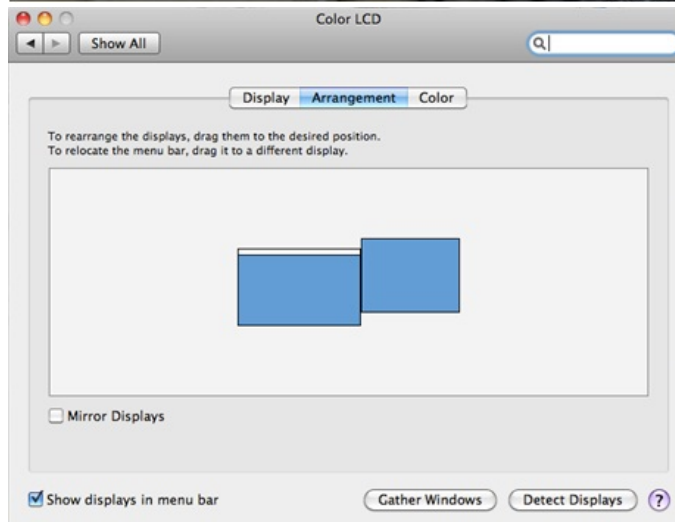 Color LCD
Show All
Display Arrangement Color
To rearrange the displays, drag them to the desired position.
To relocate the menu bar, drag it to a different display.
Mirror Displays
Show displays in menu bar Gather Windows Detect Displays ?